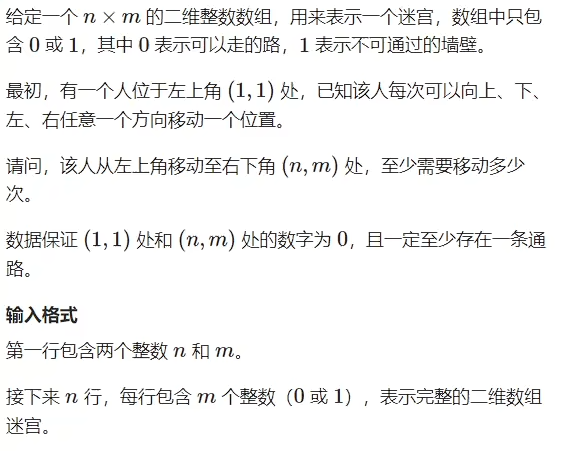 给定一个 n × m 的二维整数数组，用来表示一个迷宫，数组中只包
含 0 或 1，其中 0 表示可以走的路，1 表示不可通过的墙壁。
最初，有一个人位于左上角 (1, 1) 处，已知该人每次可以向上、下、
左、右任意一个方向移动一个位置。
请问，该人从左上角移动至右下角 (n, m) 处，至少需要移动多少
次。
数据保证 (1, 1) 处和 (n, m) 处的数字为 0，且一定至少存在一条通
路。
输入格式
第一行包含两个整数 n 和 m。
接下来 n 行，每行包含 m 个整数（0 或 1），表示完整的二维数组
迷宫。